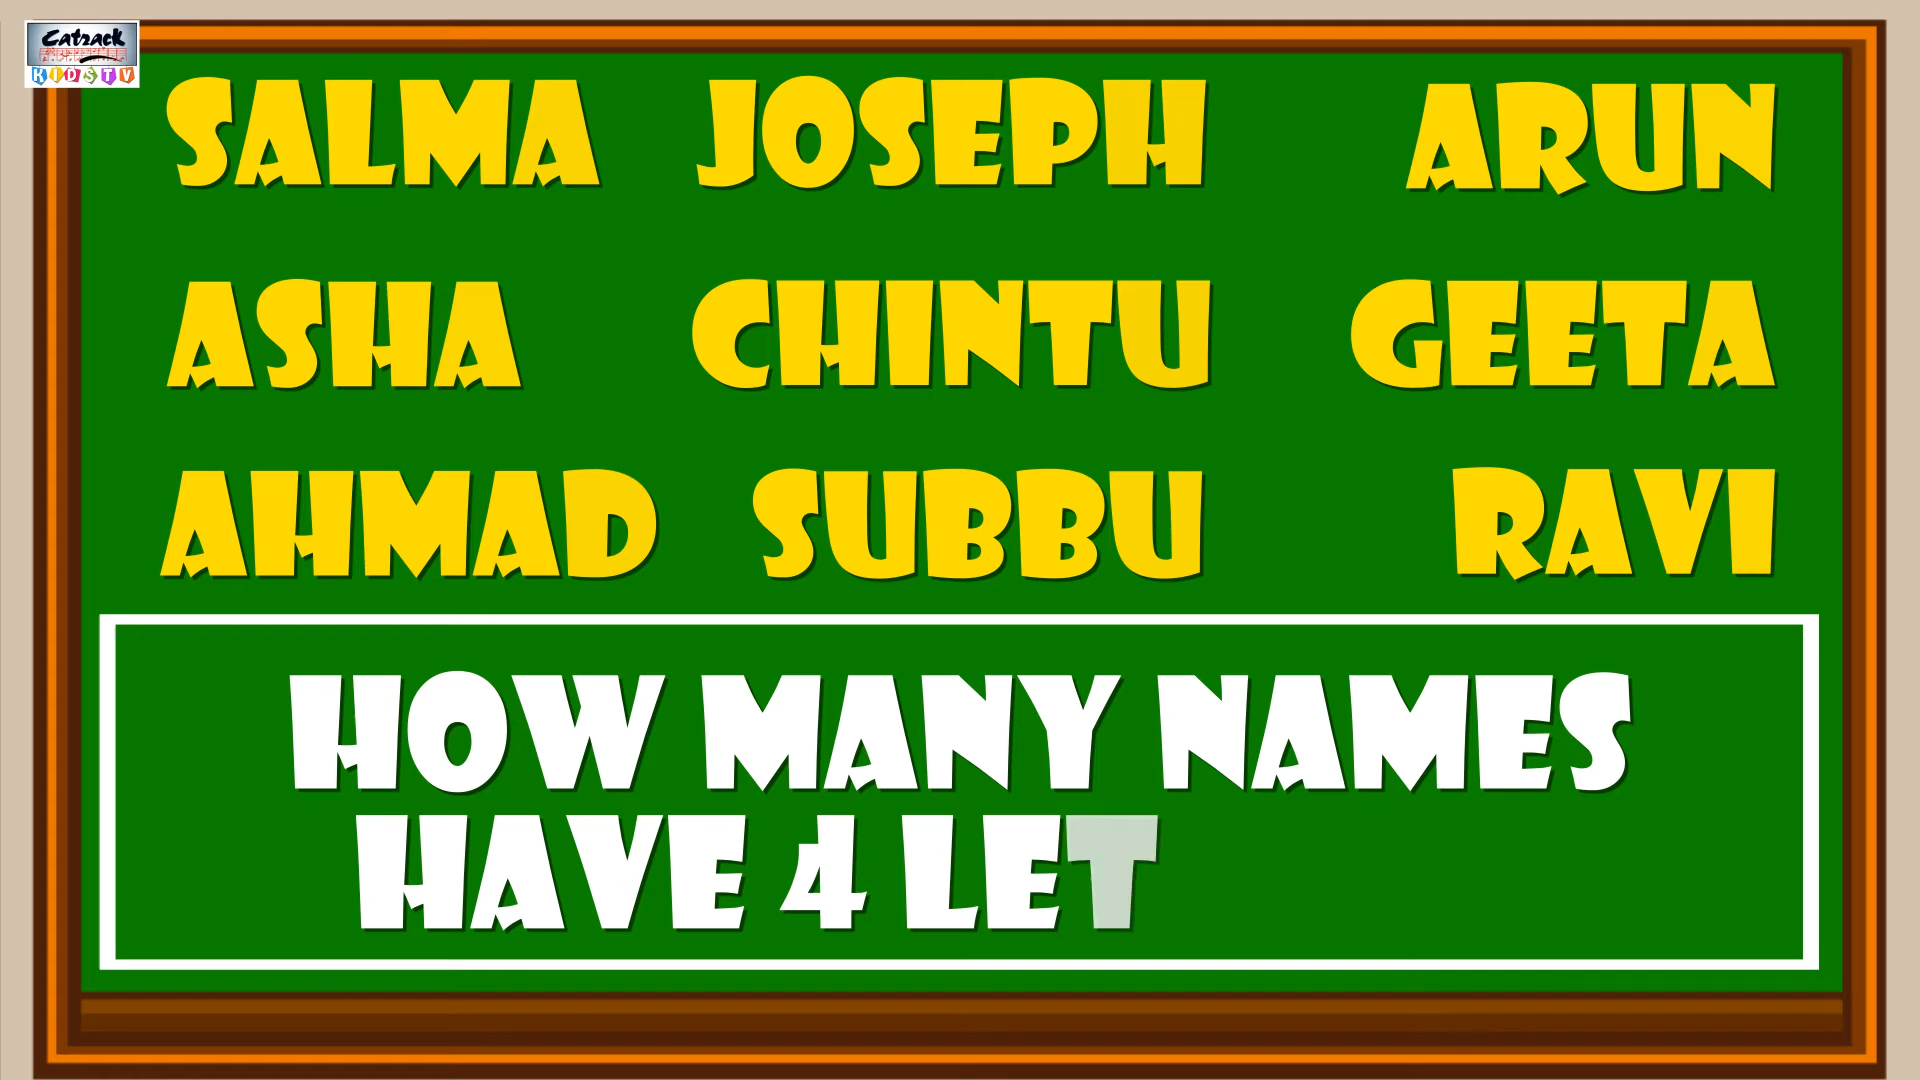 Catrack
KIDS TV
SALMA JOSEPH ARUN
ASHA CHINTU GEETA
AHMAD SUBBU RAVI
HOW MANY NAMES
HAVE 4 LET